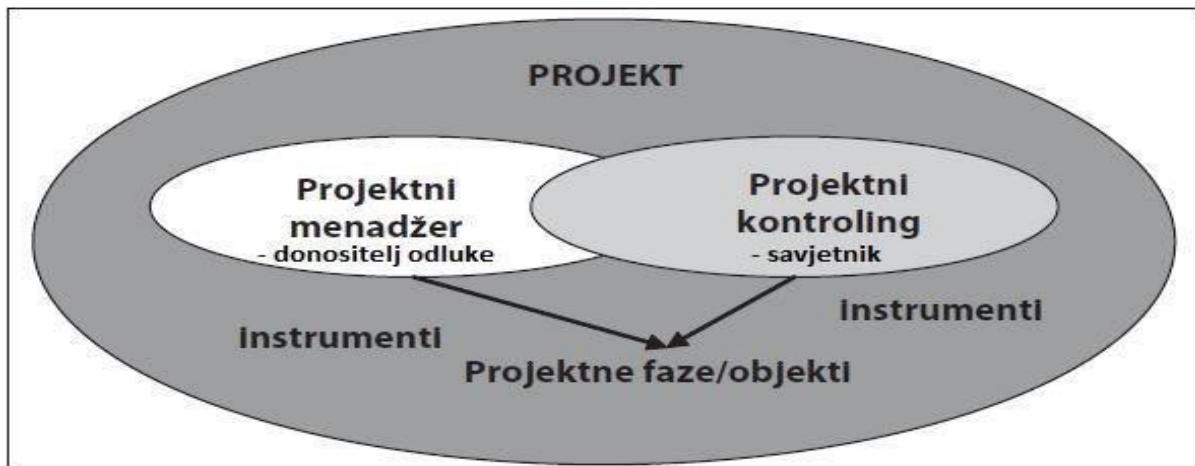 PROJEKT
Projektni
menadžer
- donositelj odluke
Projektni
kontroling
- savjetnik
instrumenti
instrumenti
Projektne faze/objekti